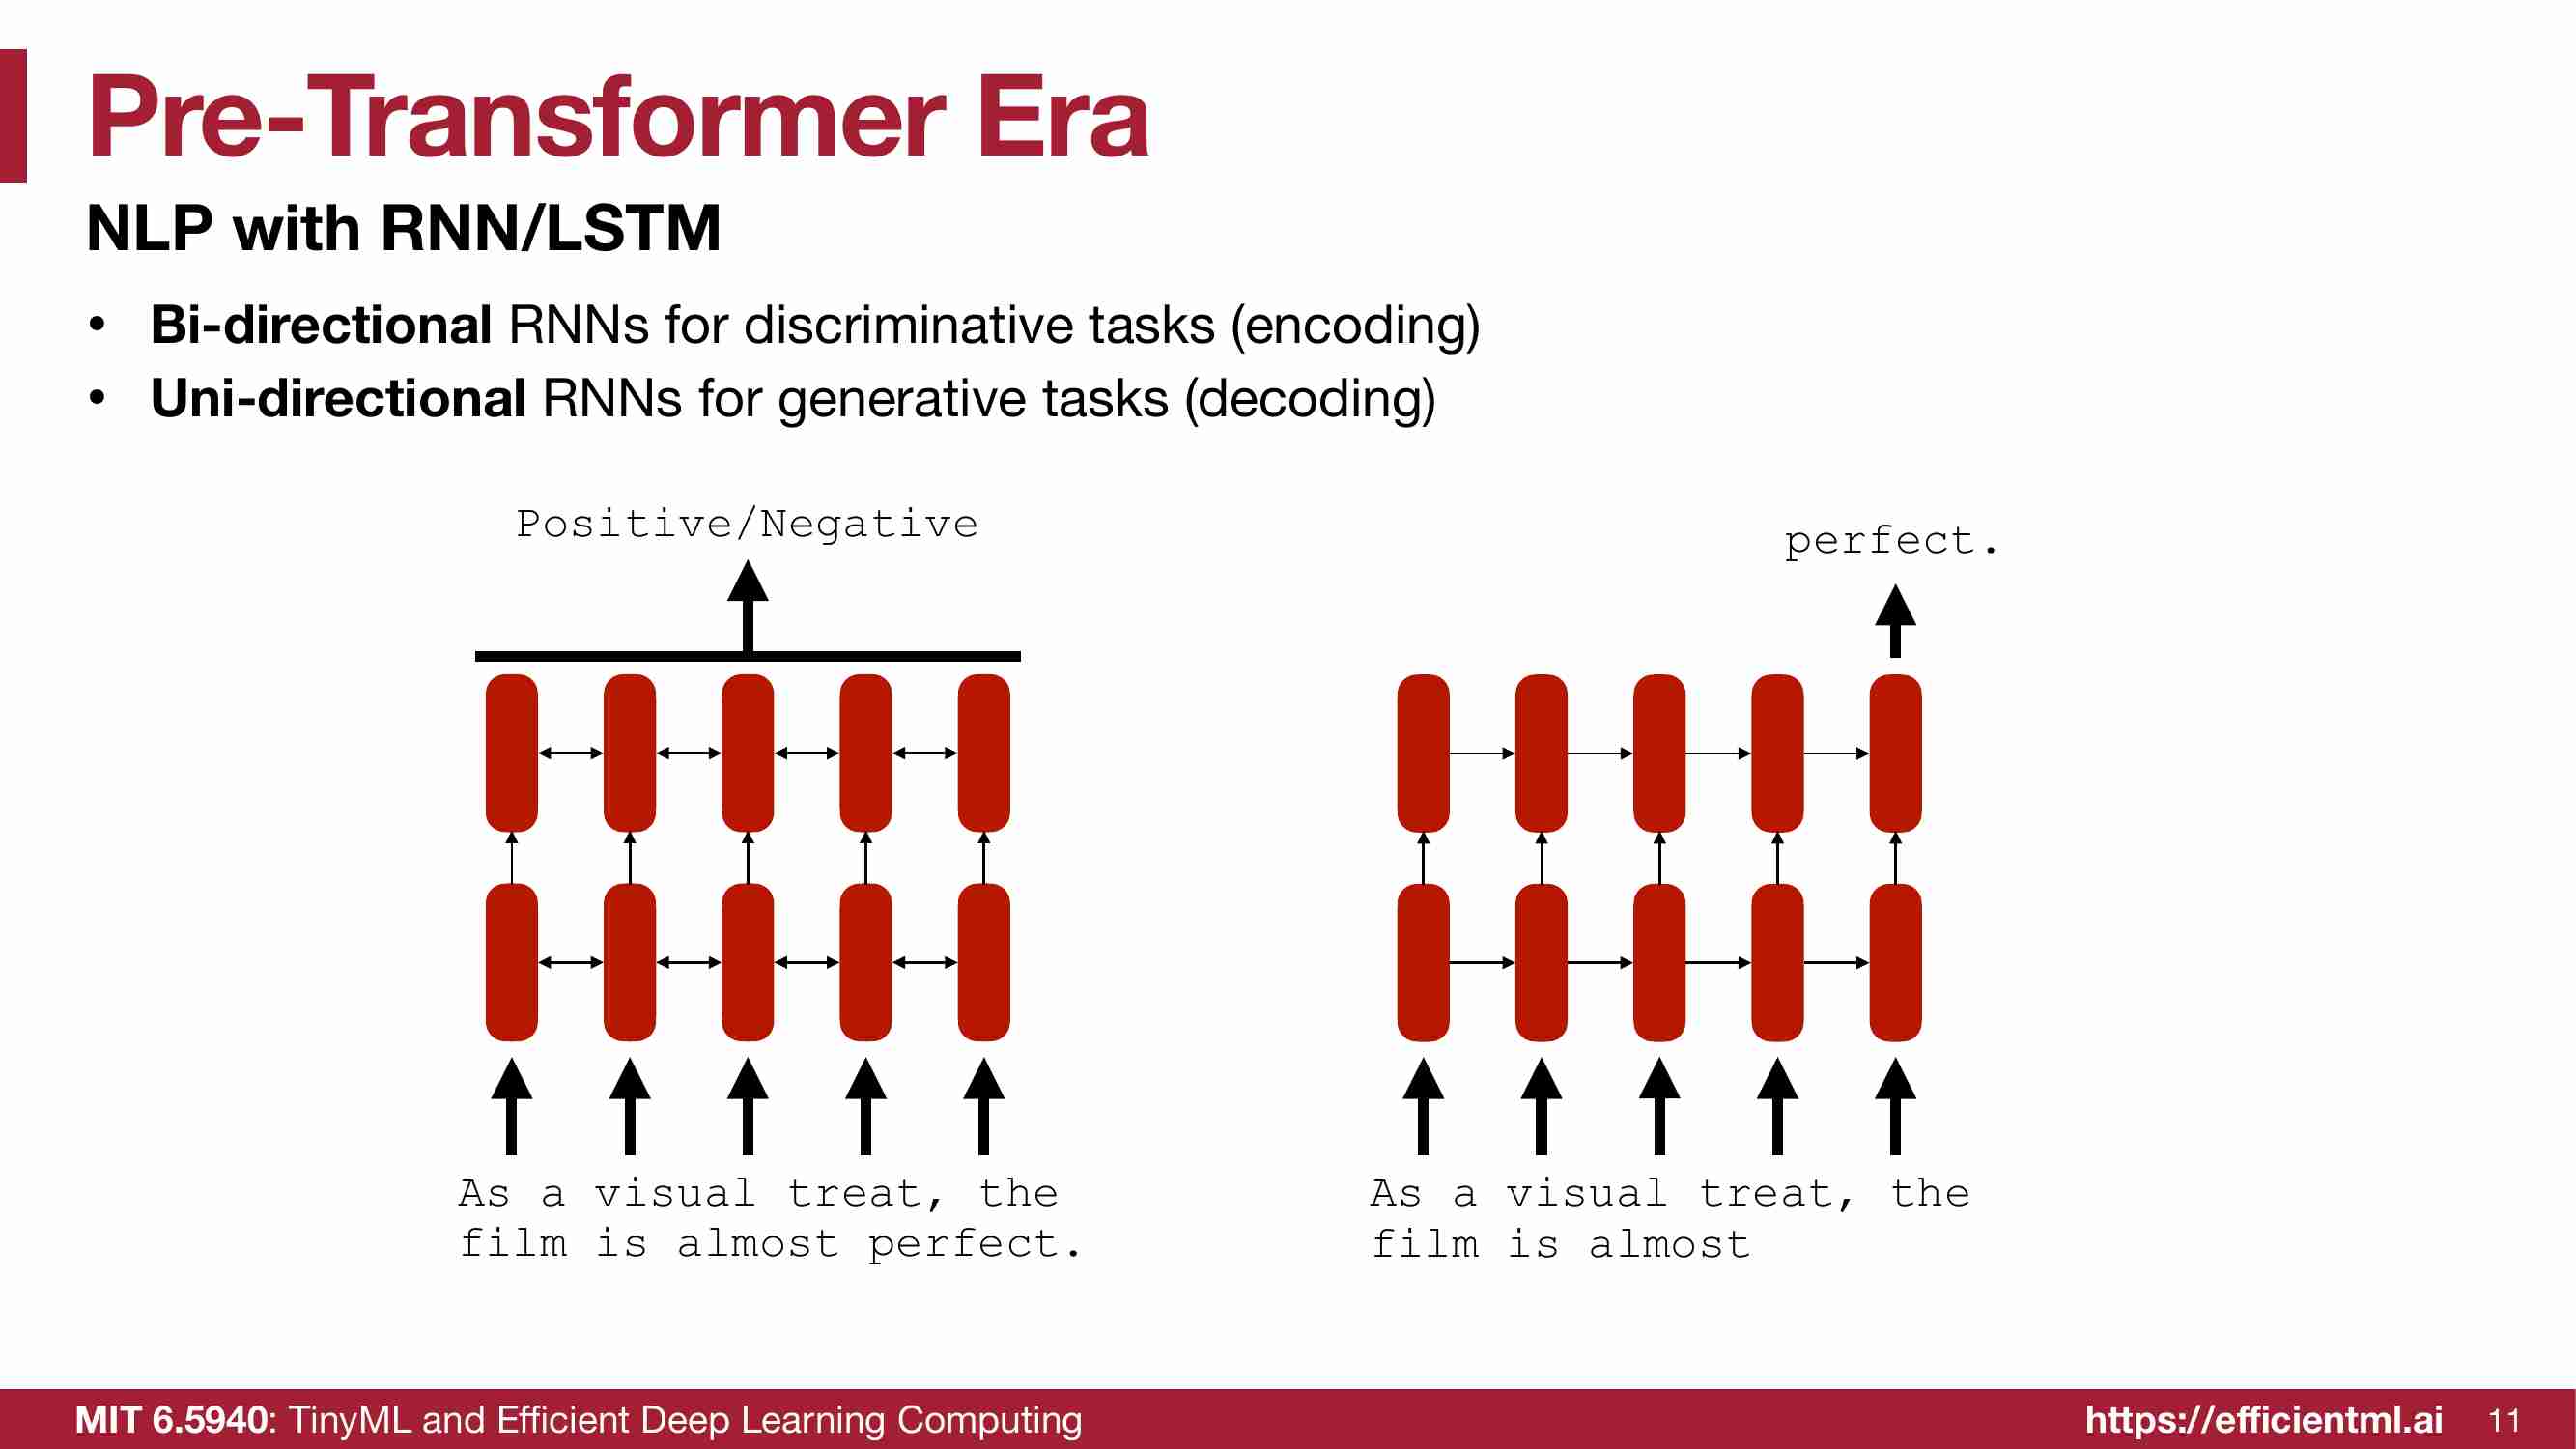 Pre-Transformer Era
NLP with RNN/LSTM
• Bi-directional RNNs for discriminative tasks (encoding)
• Uni-directional RNNs for generative tasks (decoding)
Positive/Negative
As a visual treat, the
film is almost perfect.
perfect.
As a visual treat, the
film is almost
MIT 6.5940: TinyML and Efficient Deep Learning Computing
https://efficientml.ai 11